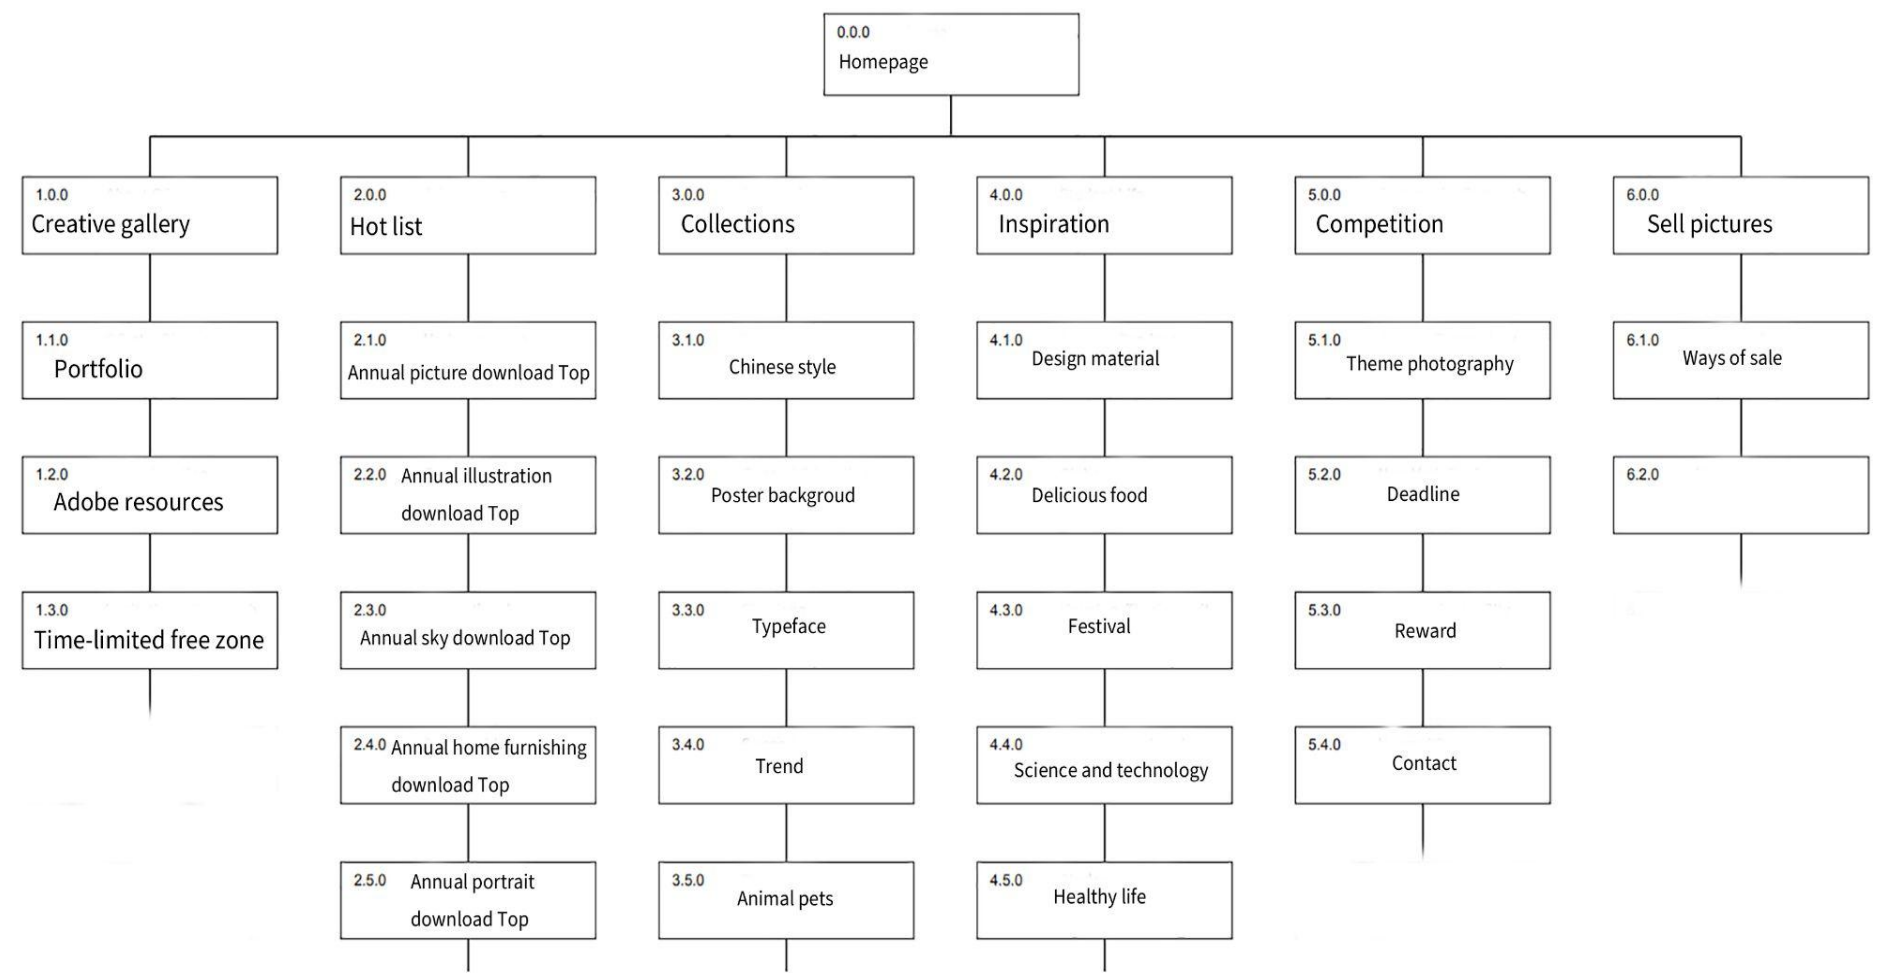 0.0.0
Homepage
1.0.0
Creative gallery
2.0.0
Hot list
3.0.0
Collections
4.0.0
Inspiration
5.0.0
Competition
6.0.0
Sell pictures
1.1.0
Portfolio
2.1.0
Annual picture download Top
3.1.0
Chinese style
4.1.0
Design material
5.1.0
Theme photography
6.1.0
Ways of sale
1.2.0
Adobe resources
2.2.0 Annual illustration
download Top
3.2.0
Poster backgroud
4.2.0
Delicious food
5.2.0
Deadline
6.2.0
1.3.0
Time-limited free zone
2.3.0
Annual sky download Top
3.3.0
Typeface
4.3.0
Festival
5.3.0
Reward
2.4.0 Annual home furnishing
download Top
3.4.0
Trend
4.4.0
Science and technology
5.4.0
Contact
2.5.0 Annual portrait
download Top
3.5.0
Animal pets
4.5.0
Healthy life